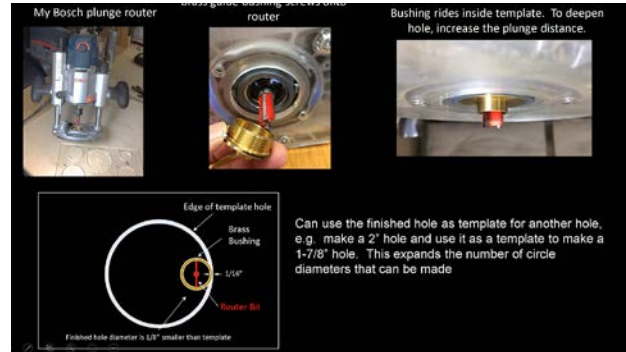 My Bosch plunge router
Brass guide bushing screws onto
router
Bushing rides inside template. To deepen
hole, increase the plunge distance.
Edge of template hole
Brass
Bushing
1/16"
Router Bit
Finished hole diameter is 1/8" smaller than template
Can use the finished hole as template for another hole,
e.g. make a 2" hole and use it as a template to make a
1-7/8" hole. This expands the number of circle
diameters that can be made